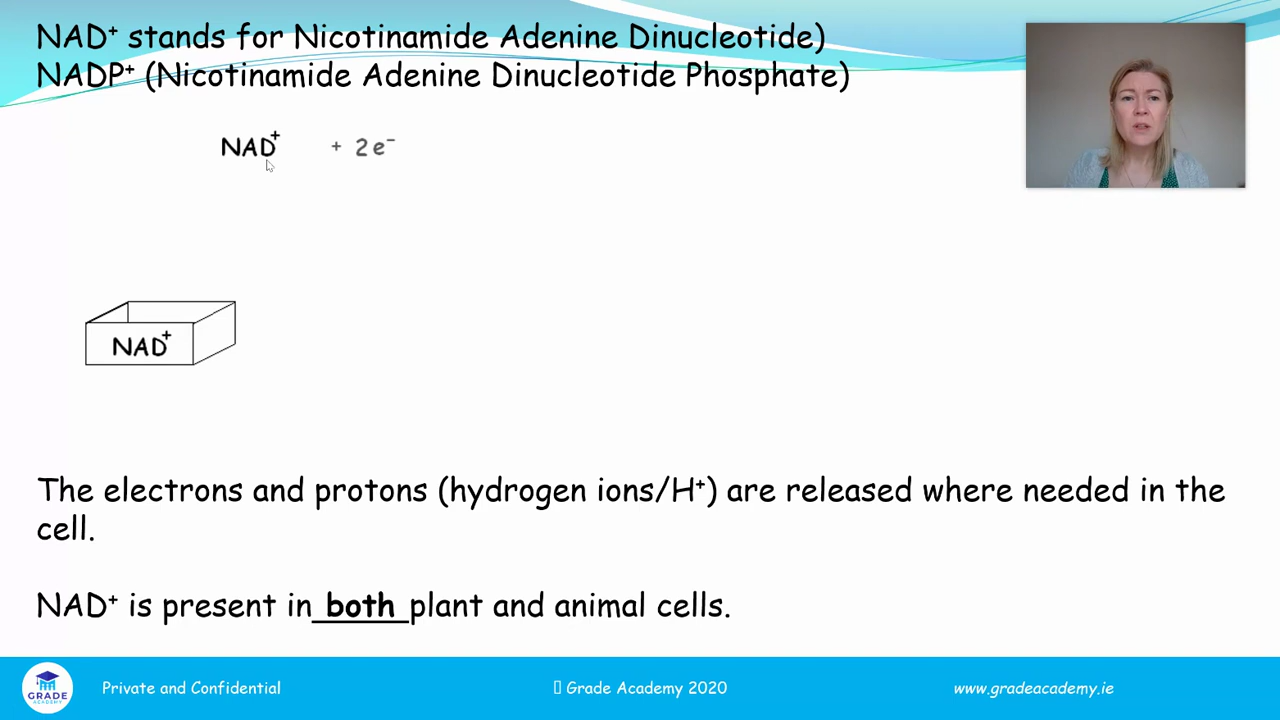 NAD⁺ stands for Nicotinamide Adenine Dinucleotide)
NADP⁺ (Nicotinamide Adenine Dinucleotide Phosphate)
NAD⁺ + 2e⁻
NAD⁺
The electrons and protons (hydrogen ions/H⁺) are released where needed in the
cell.
NAD⁺ is present in both plant and animal cells.
GRADE
ACADEMY
Private and Confidential
Grade Academy 2020
www.gradeacademy.ie